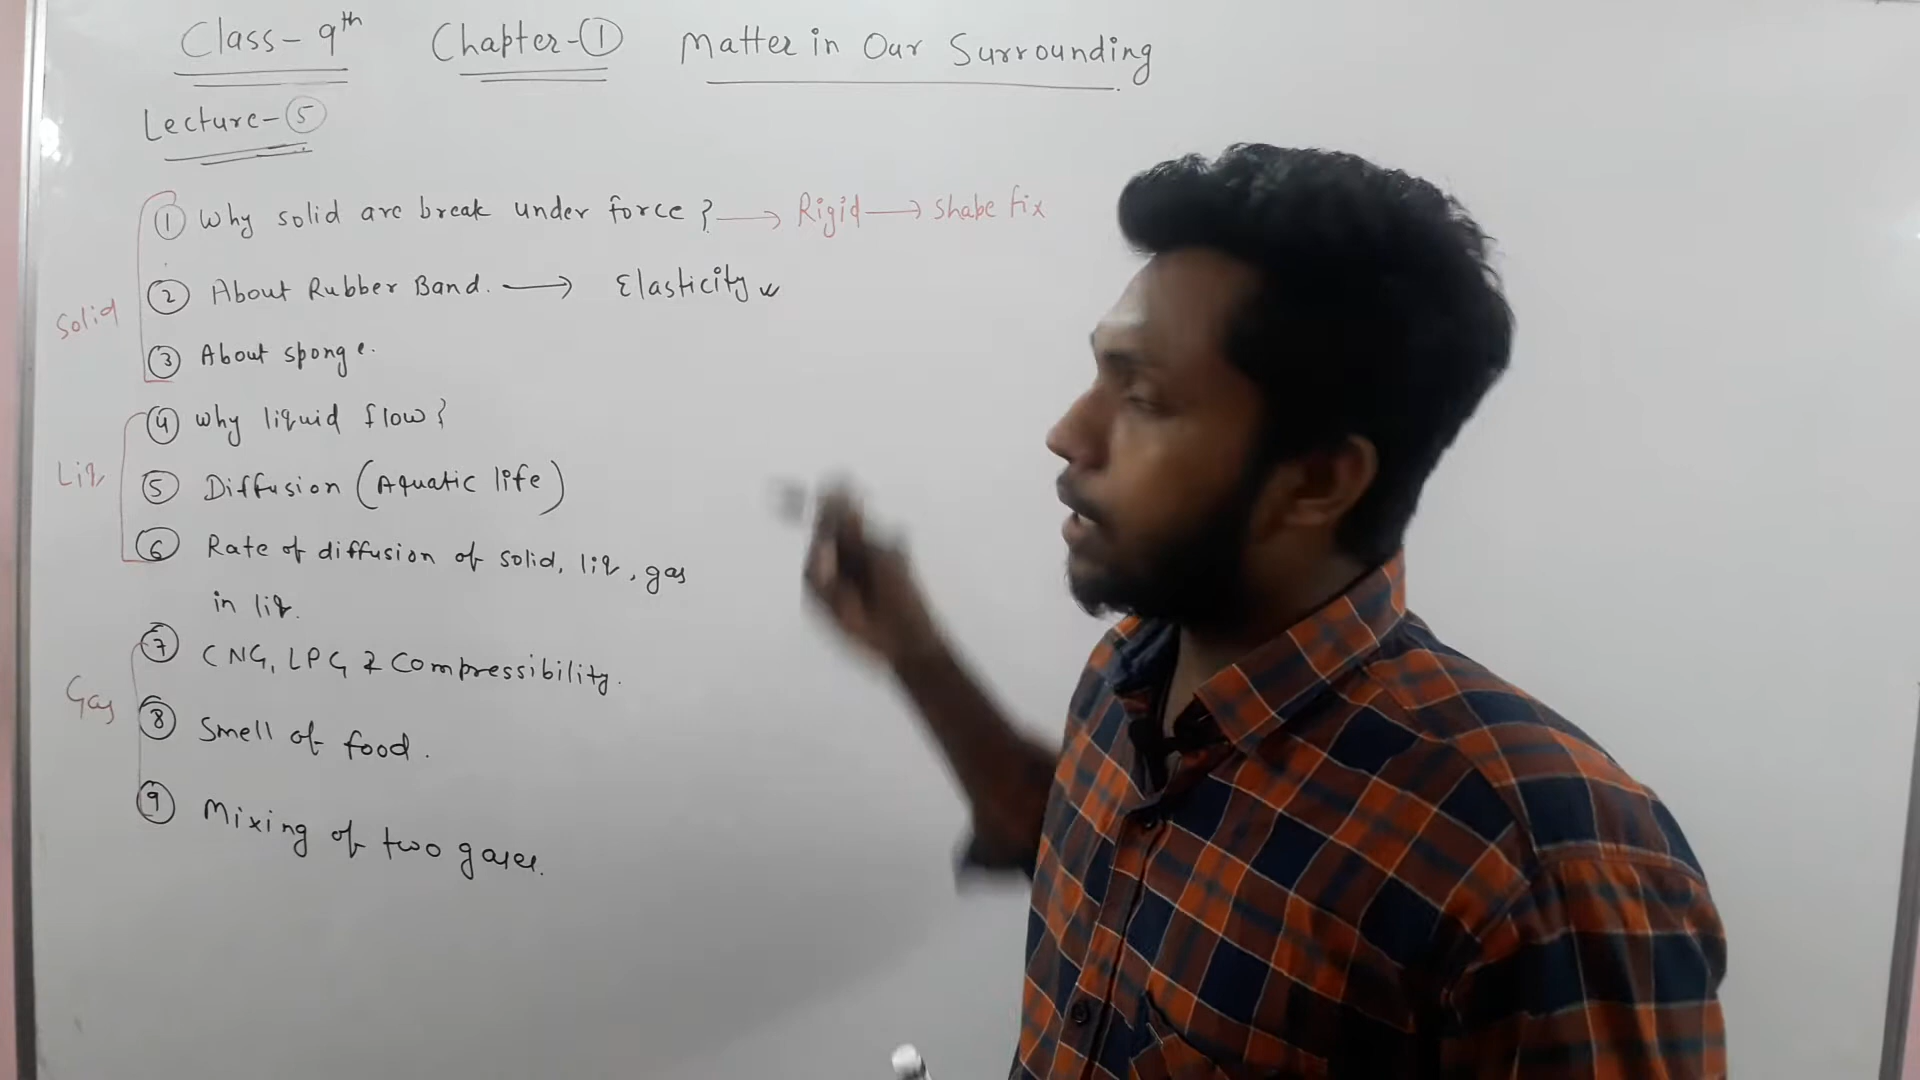 Class-9th Chapter-① Matter in Our Surrounding
Lecture-⑤
① Why solid are break under force ? → Rigid → Shape fix
② About Rubber Band. → Elasticity
Solid
③ About sponge.
④ Why liquid flow ?
Liq
⑤ Diffusion (Aquatic life)
⑥ Rate of diffusion of solid, liq, gas
in liq.
⑦ CNG, LPG & Compressibility.
Gas
⑧ Smell of food.
⑨ Mixing of two gases.